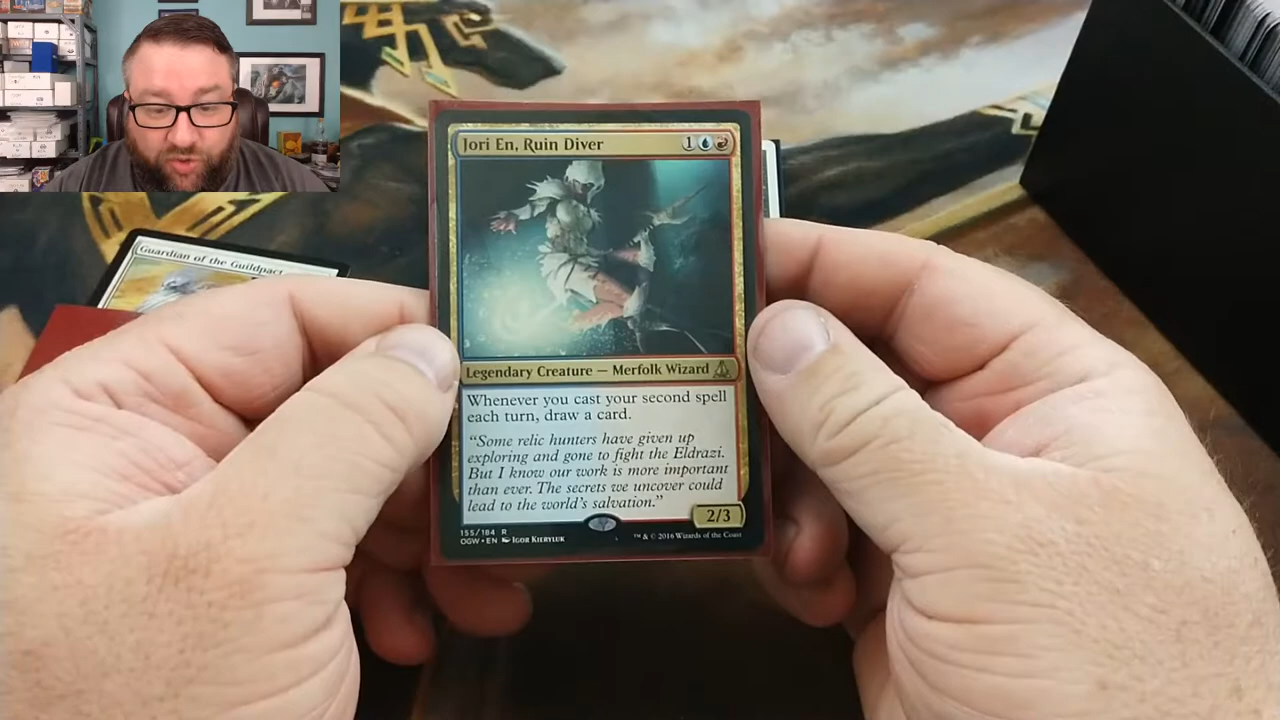 Jori En, Ruin Diver 1
Guardian of the Guildpact
Legendary Creature — Merfolk Wizard
Whenever you cast your second spell
each turn, draw a card.
“Some relic hunters have given up
exploring and gone to fight the Eldrazi.
But I know our work is more important
than ever. The secrets we uncover could
lead to the world’s salvation.”
2/3
155/184 R
OGW • EN Igor Kieryluk
™ & © 2016 Wizards of the Coast